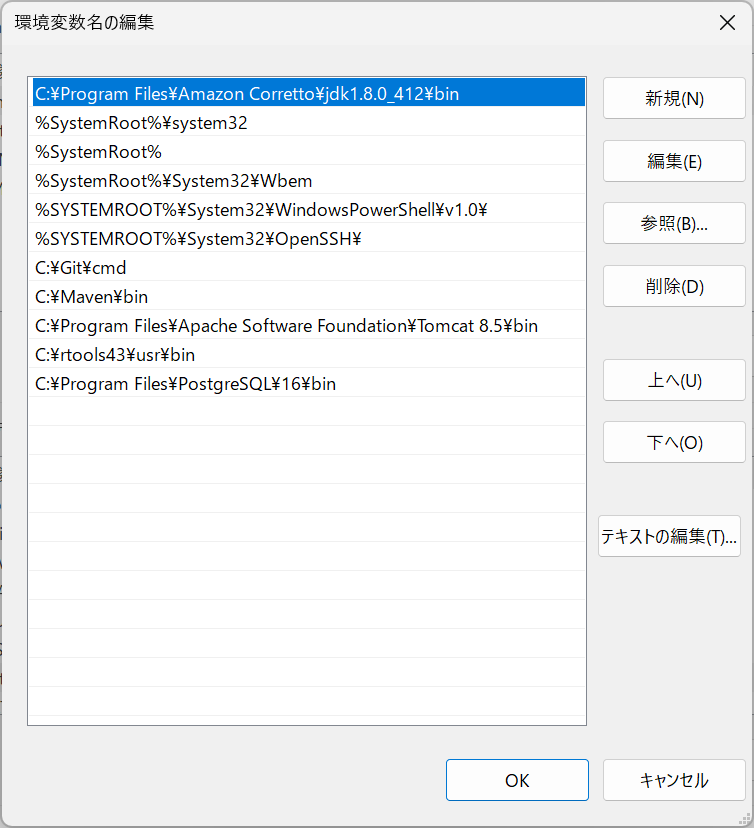 環境変数名の編集
C:¥Program Files¥Amazon Corretto¥jdk1.8.0_412¥bin
%SystemRoot%¥system32
%SystemRoot%
%SystemRoot%¥System32¥Wbem
%SYSTEMROOT%¥System32¥WindowsPowerShell¥v1.0¥
%SYSTEMROOT%¥System32¥OpenSSH¥
C:¥Git¥cmd
C:¥Maven¥bin
C:¥Program Files¥Apache Software Foundation¥Tomcat 8.5¥bin
C:¥rtools43¥usr¥bin
C:¥Program Files¥PostgreSQL¥16¥bin
新規(N)
編集(E)
参照(B)...
削除(D)
上へ(U)
下へ(O)
テキストの編集(T)...
OK
キャンセル